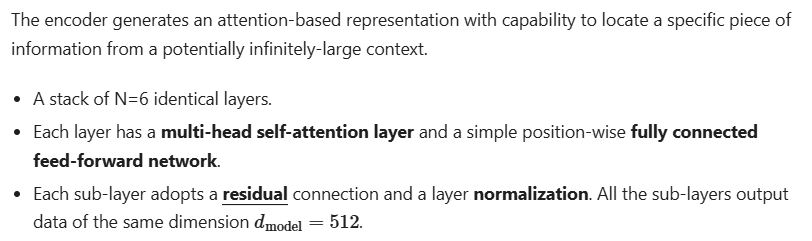 The encoder generates an attention-based representation with capability to locate a specific piece of
information from a potentially infinitely-large context.
• A stack of N=6 identical layers.
• Each layer has a multi-head self-attention layer and a simple position-wise fully connected
feed-forward network.
• Each sub-layer adopts a residual connection and a layer normalization. All the sub-layers output
data of the same dimension d_model = 512.